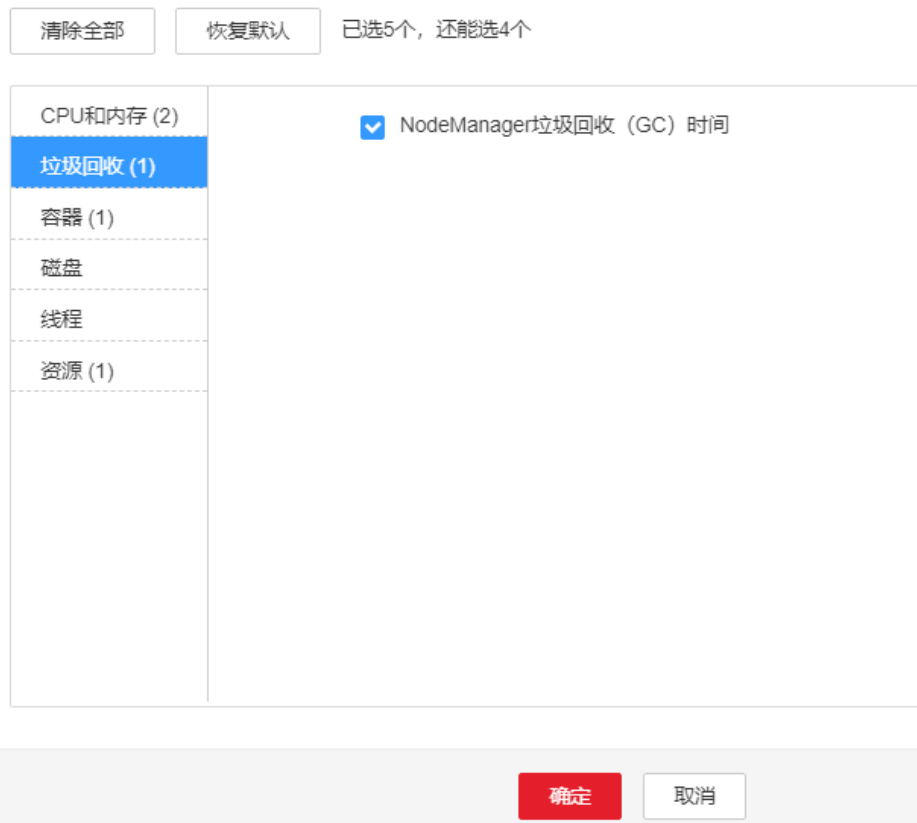 清除全部 恢复默认 已选5个，还能选4个
CPU和内存 (2)
NodeManager垃圾回收（GC）时间
垃圾回收 (1)
容器 (1)
磁盘
线程
资源 (1)
确定 取消